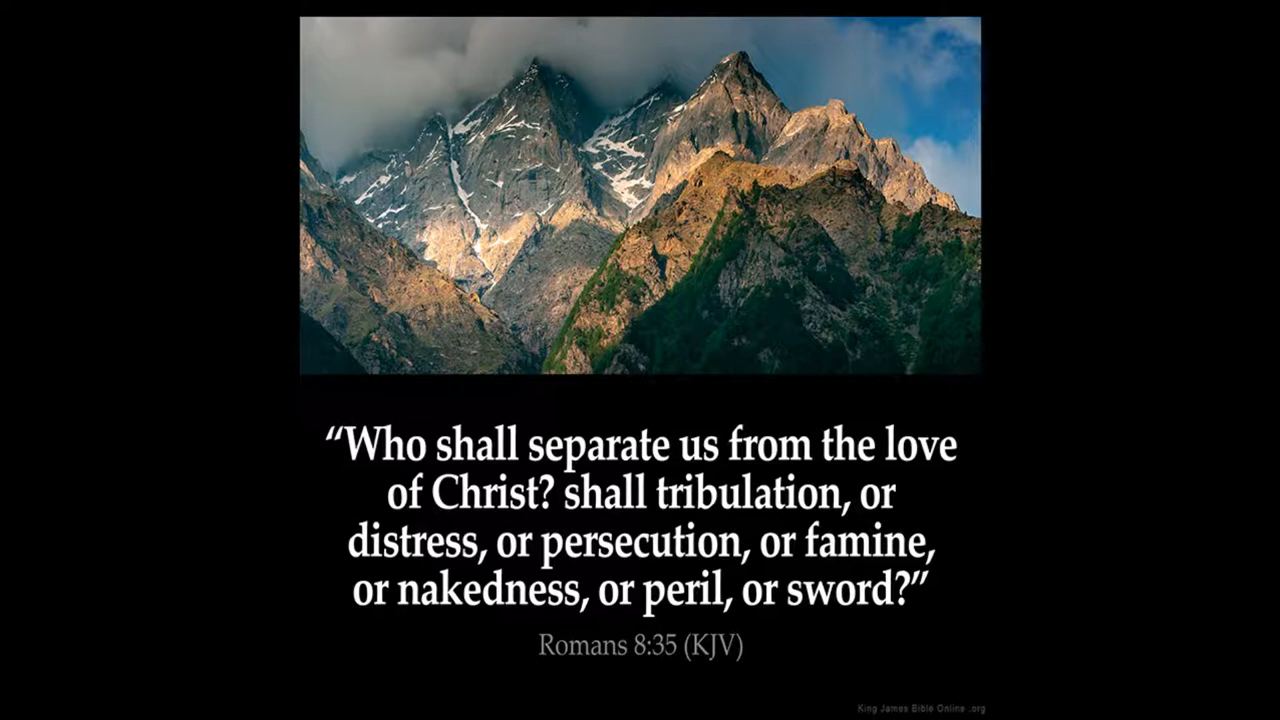 “Who shall separate us from the love
of Christ? shall tribulation, or
distress, or persecution, or famine,
or nakedness, or peril, or sword?”
Romans 8:35 (KJV)
King James Bible Online .org